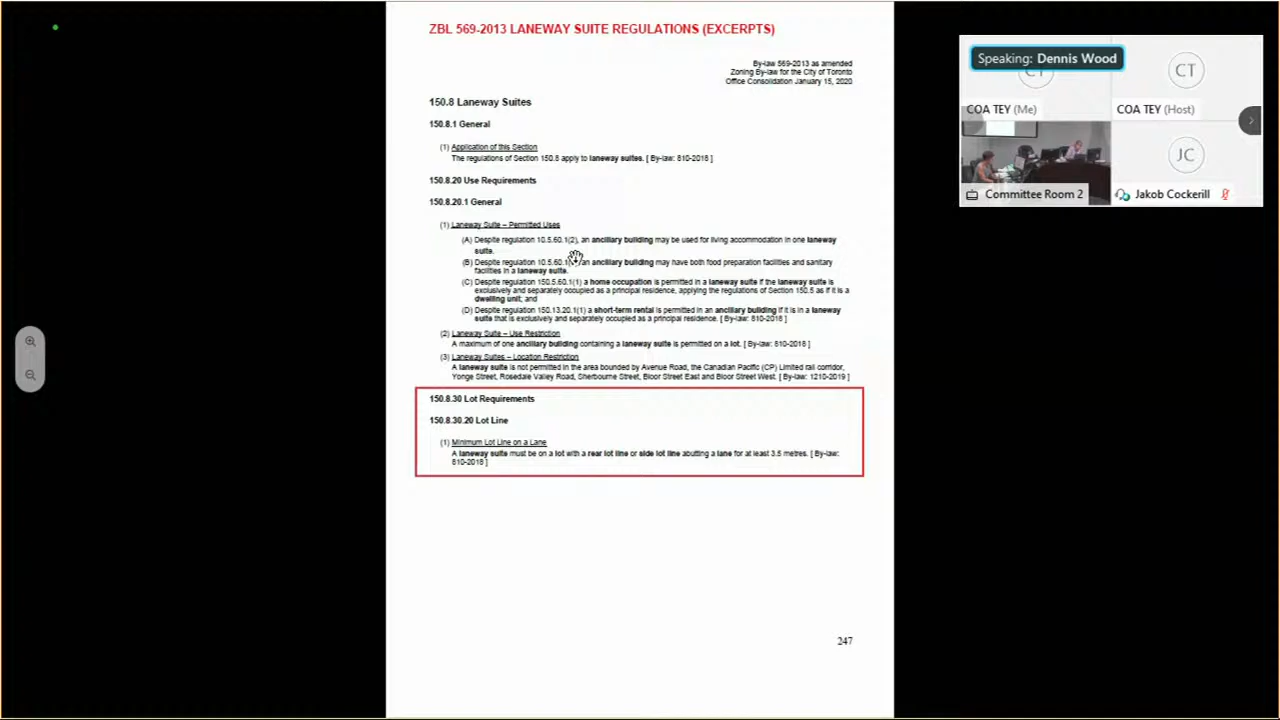 ZBL 569-2013 LANEWAY SUITE REGULATIONS (EXCERPTS)
By-law 569-2013 as amended
Zoning By-law for the City of Toronto
Office Consolidation January 15, 2020
150.8 Laneway Suites
150.8.1 General
(1) Application of this Section
The regulations of Section 150.8 apply to laneway suites. [ By-law: 810-2018 ]
150.8.20 Use Requirements
150.8.20.1 General
(1) Laneway Suite – Permitted Uses
(A) Despite regulation 10.5.60.1(2), an ancillary building may be used for living accommodation in one laneway
suite.
(B) Despite regulation 10.5.60.1 an ancillary building may have both food preparation facilities and sanitary
facilities in a laneway suite.
(C) Despite regulation 150.5.60.1(1) a home occupation is permitted in a laneway suite if the laneway suite is
exclusively and separately occupied as a principal residence, applying the regulations of Section 150.5 as if it is a
dwelling unit; and
(D) Despite regulation 150.13.20.1(1) a short-term rental is permitted in an ancillary building if it is in a laneway
suite that is exclusively and separately occupied as a principal residence. [ By-law: 810-2018 ]
(2) Laneway Suite – Use Restriction
A maximum of one ancillary building containing a laneway suite is permitted on a lot. [ By-law: 810-2018 ]
(3) Laneway Suites – Location Restriction
A laneway suite is not permitted in the area bounded by Avenue Road, the Canadian Pacific (CP) Limited rail corridor,
Yonge Street, Rosedale Valley Road, Sherbourne Street, Bloor Street East and Bloor Street West. [ By-law: 1210-2019 ]
150.8.30 Lot Requirements
150.8.30.20 Lot Line
(1) Minimum Lot Line on a Lane
A laneway suite must be on a lot with a rear lot line or side lot line abutting a lane for at least 3.5 metres. [ By-law:
810-2018 ]
247
Speaking: Dennis Wood
CT
CT
COA TEY (Me)
COA TEY (Host)
JC
Committee Room 2
Jakob Cockerill